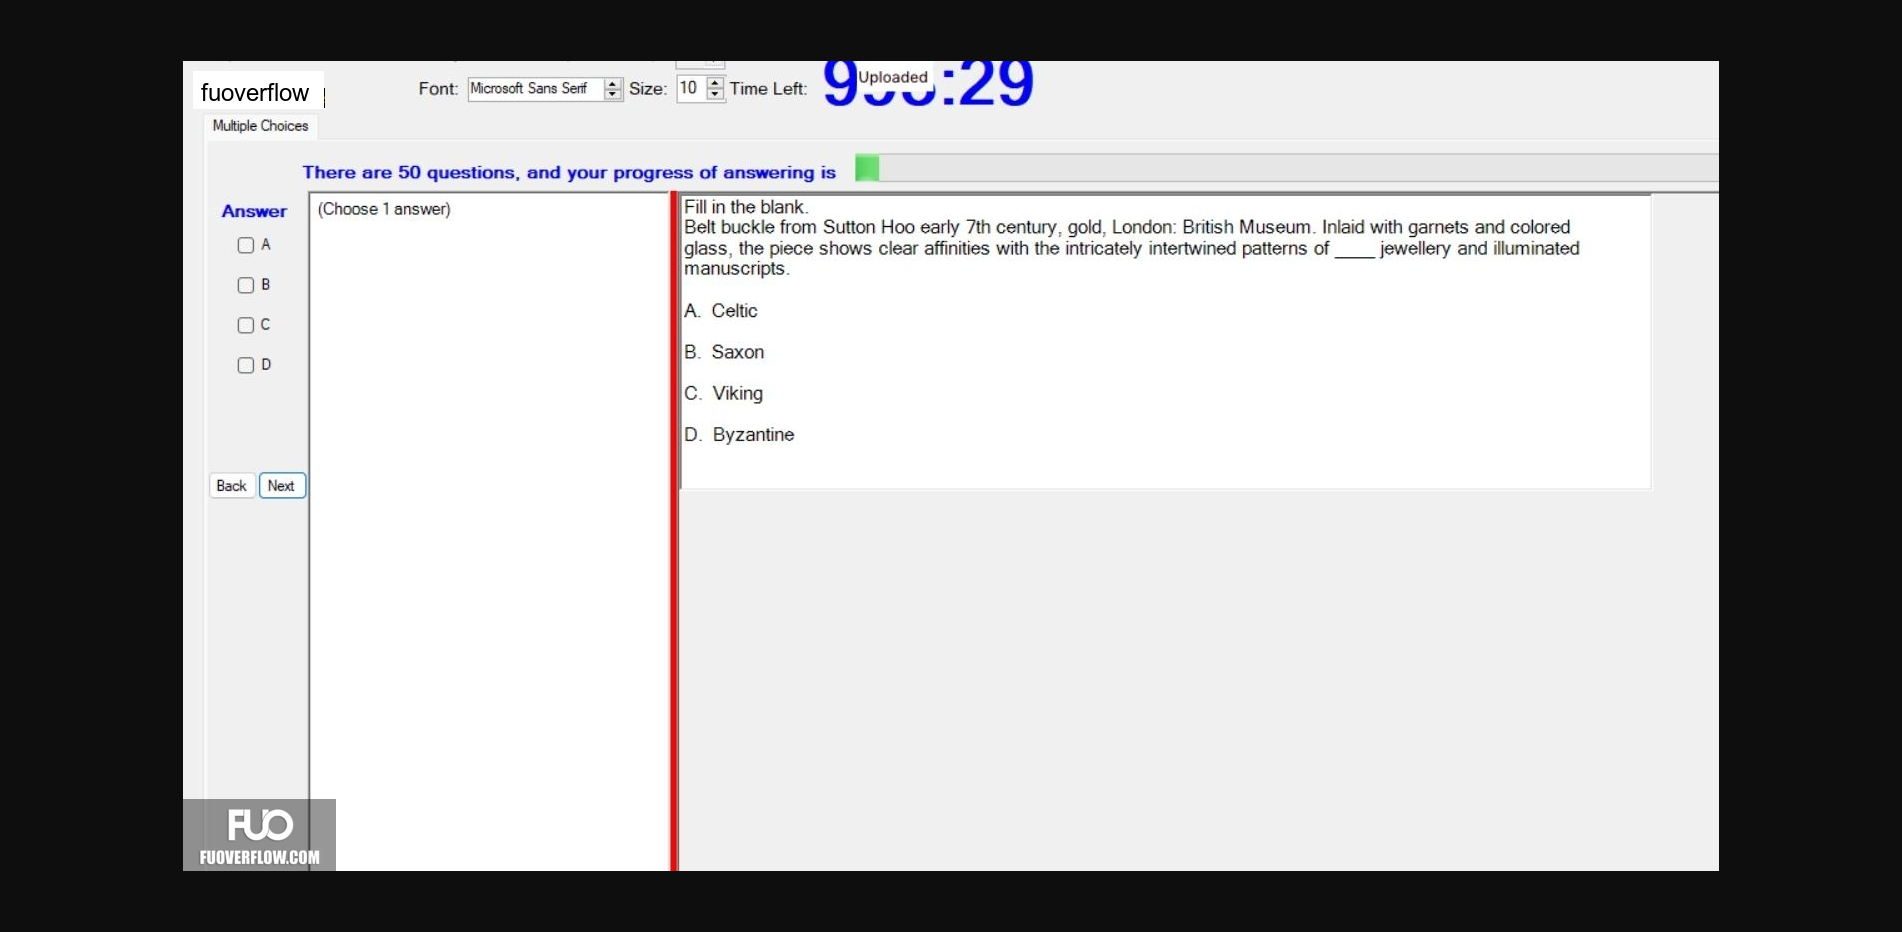 fuoverflow
Font: Microsoft Sans Serif Size: 10 Time Left: :29
Uploaded
Multiple Choices
There are 50 questions, and your progress of answering is
Answer
(Choose 1 answer)
A
B
C
D
Back Next
Fill in the blank.
Belt buckle from Sutton Hoo early 7th century, gold, London: British Museum. Inlaid with garnets and colored
glass, the piece shows clear affinities with the intricately intertwined patterns of ____ jewellery and illuminated
manuscripts.
A. Celtic
B. Saxon
C. Viking
D. Byzantine
FUO
FUOVERFLOW.COM